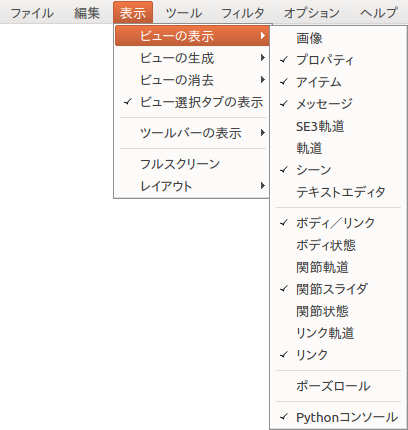 ファイル 編集 表示 ツール フィルタ オプション ヘルプ
ビューの表示
ビューの生成
ビューの消去
ビュー選択タブの表示
ツールバーの表示
フルスクリーン
レイアウト
画像
プロパティ
アイテム
メッセージ
SE3軌道
軌道
シーン
テキストエディタ
ボディ／リンク
ボディ状態
関節軌道
関節スライダ
関節状態
リンク軌道
リンク
ポーズロール
Pythonコンソール